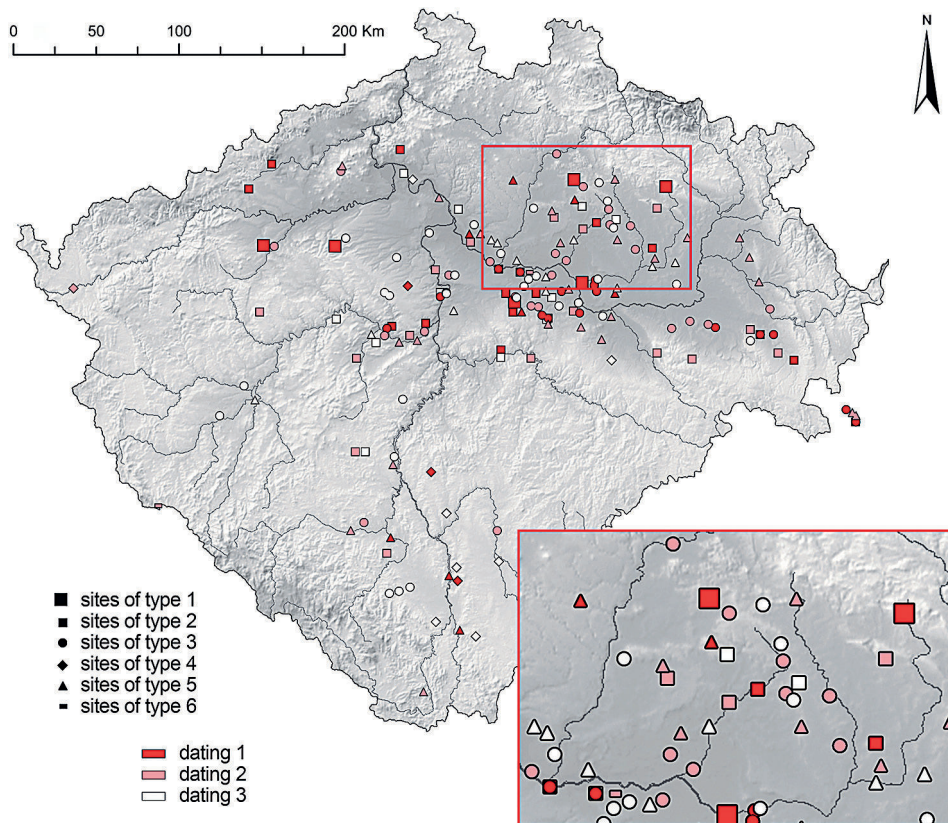 0 50 100 200 Km
N
sites of type 1
sites of type 2
sites of type 3
sites of type 4
sites of type 5
sites of type 6
dating 1
dating 2
dating 3